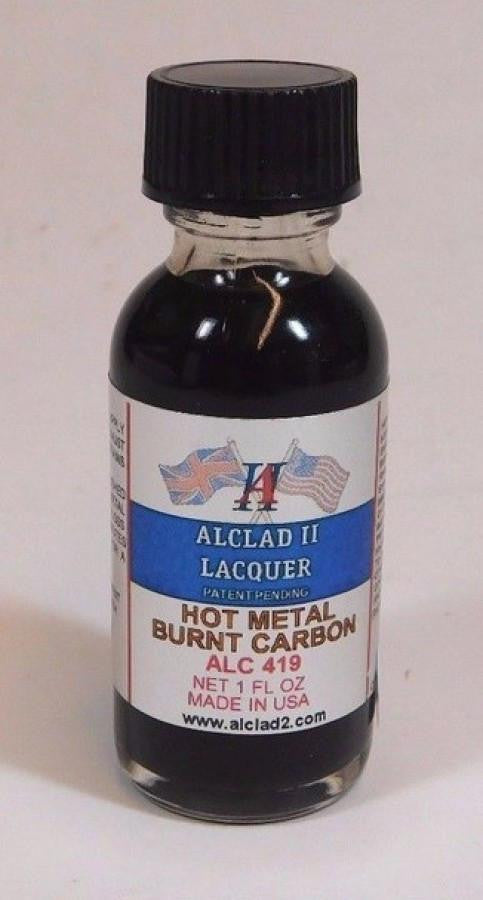 ALCLAD II
LACQUER
PATENT PENDING
HOT METAL
BURNT CARBON
ALC 419
NET 1 FL OZ
MADE IN USA
www.alclad2.com